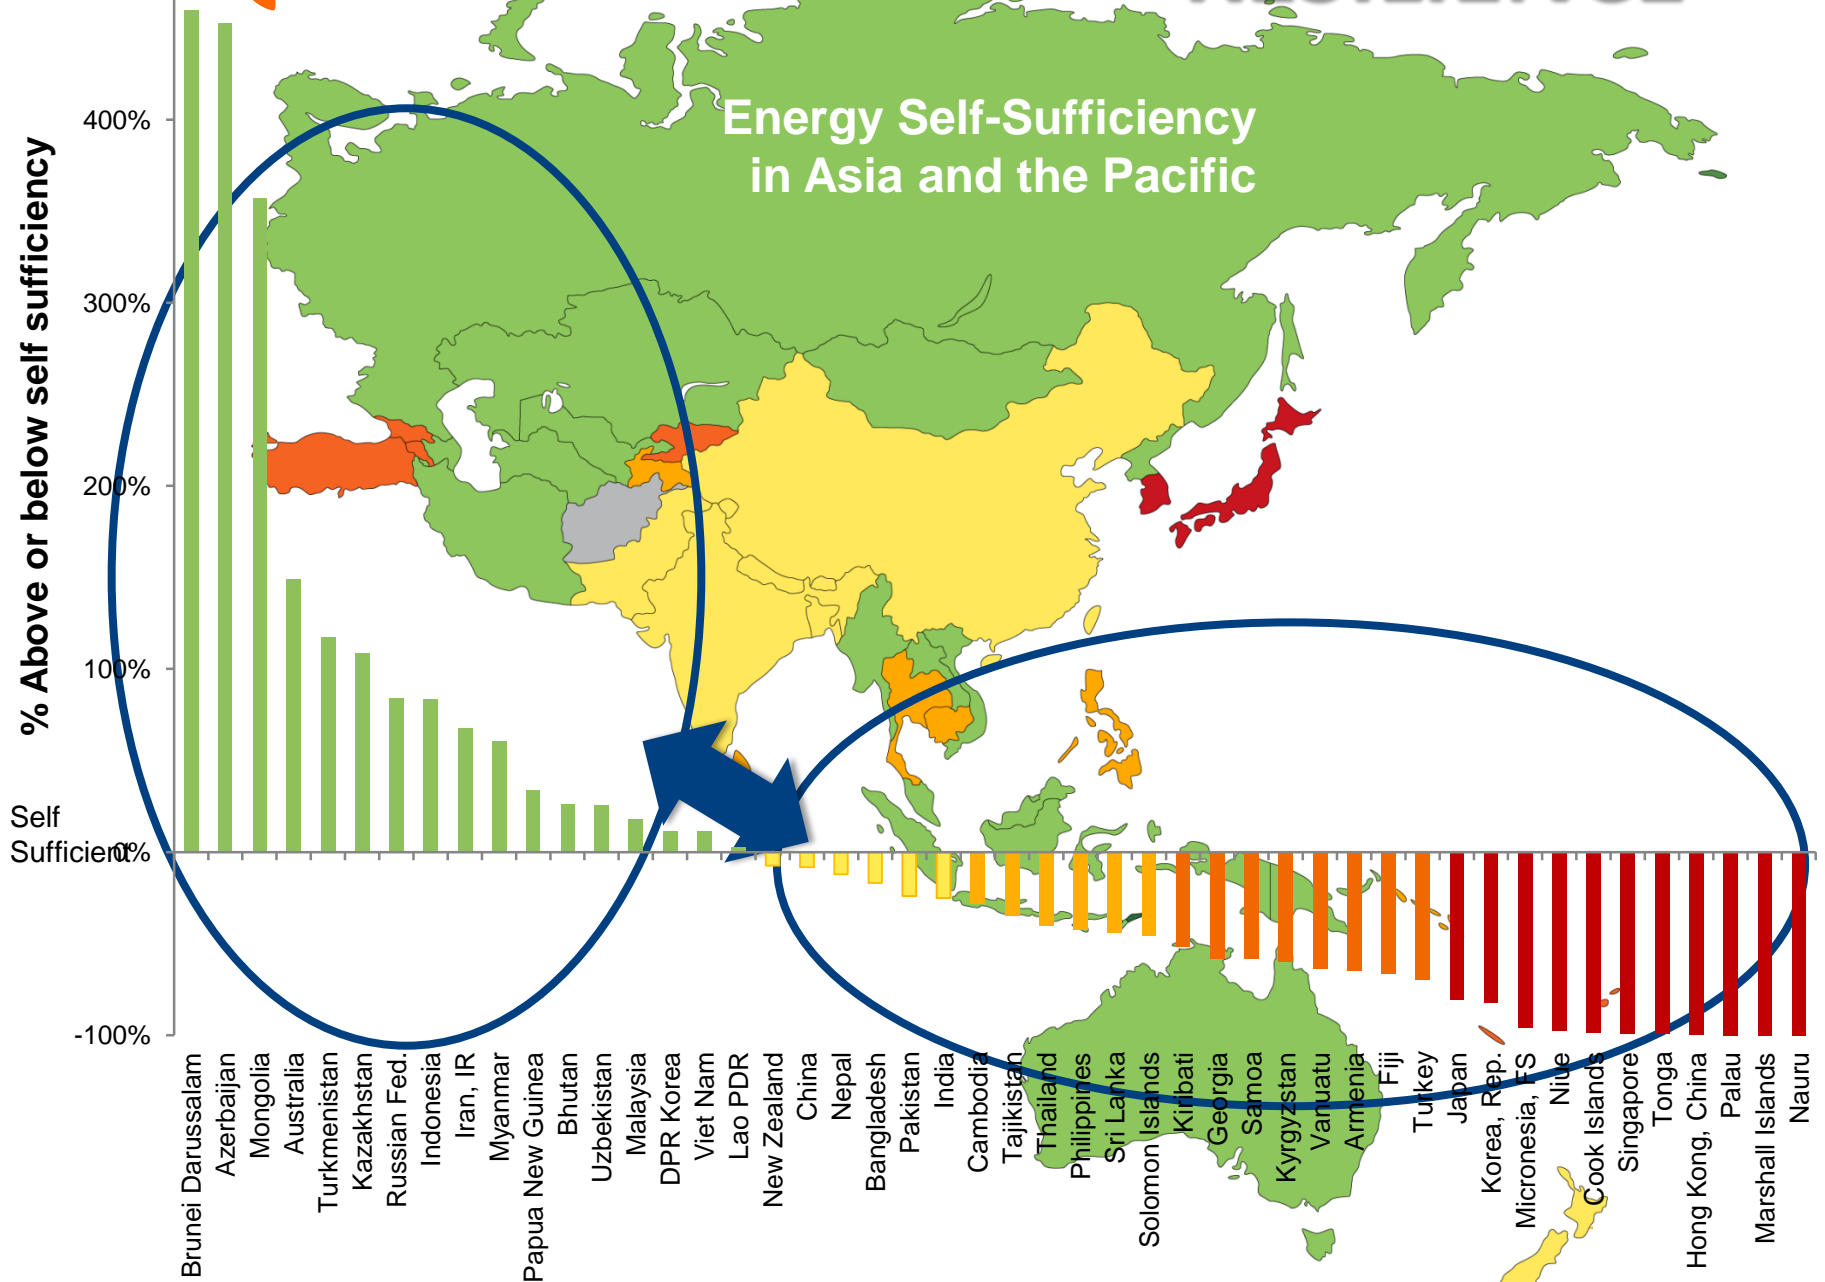 Energy Self-Sufficiency
in Asia and the Pacific
% Above or below self sufficiency
400%
300%
200%
100%
Self
Sufficient
0%
-100%
Brunei Darussalam
Azerbaijan
Mongolia
Australia
Turkmenistan
Kazakhstan
Russian Fed.
Indonesia
Iran, IR
Myanmar
Papua New Guinea
Bhutan
Uzbekistan
Malaysia
DPR Korea
Viet Nam
Lao PDR
New Zealand
China
Nepal
Bangladesh
Pakistan
India
Cambodia
Tajikistan
Thailand
Philippines
Sri Lanka
Solomon Islands
Kiribati
Georgia
Samoa
Kyrgyzstan
Vanuatu
Armenia
Fiji
Turkey
Japan
Korea, Rep.
Micronesia, FS
Niue
Cook Islands
Singapore
Tonga
Hong Kong, China
Palau
Marshall Islands
Nauru